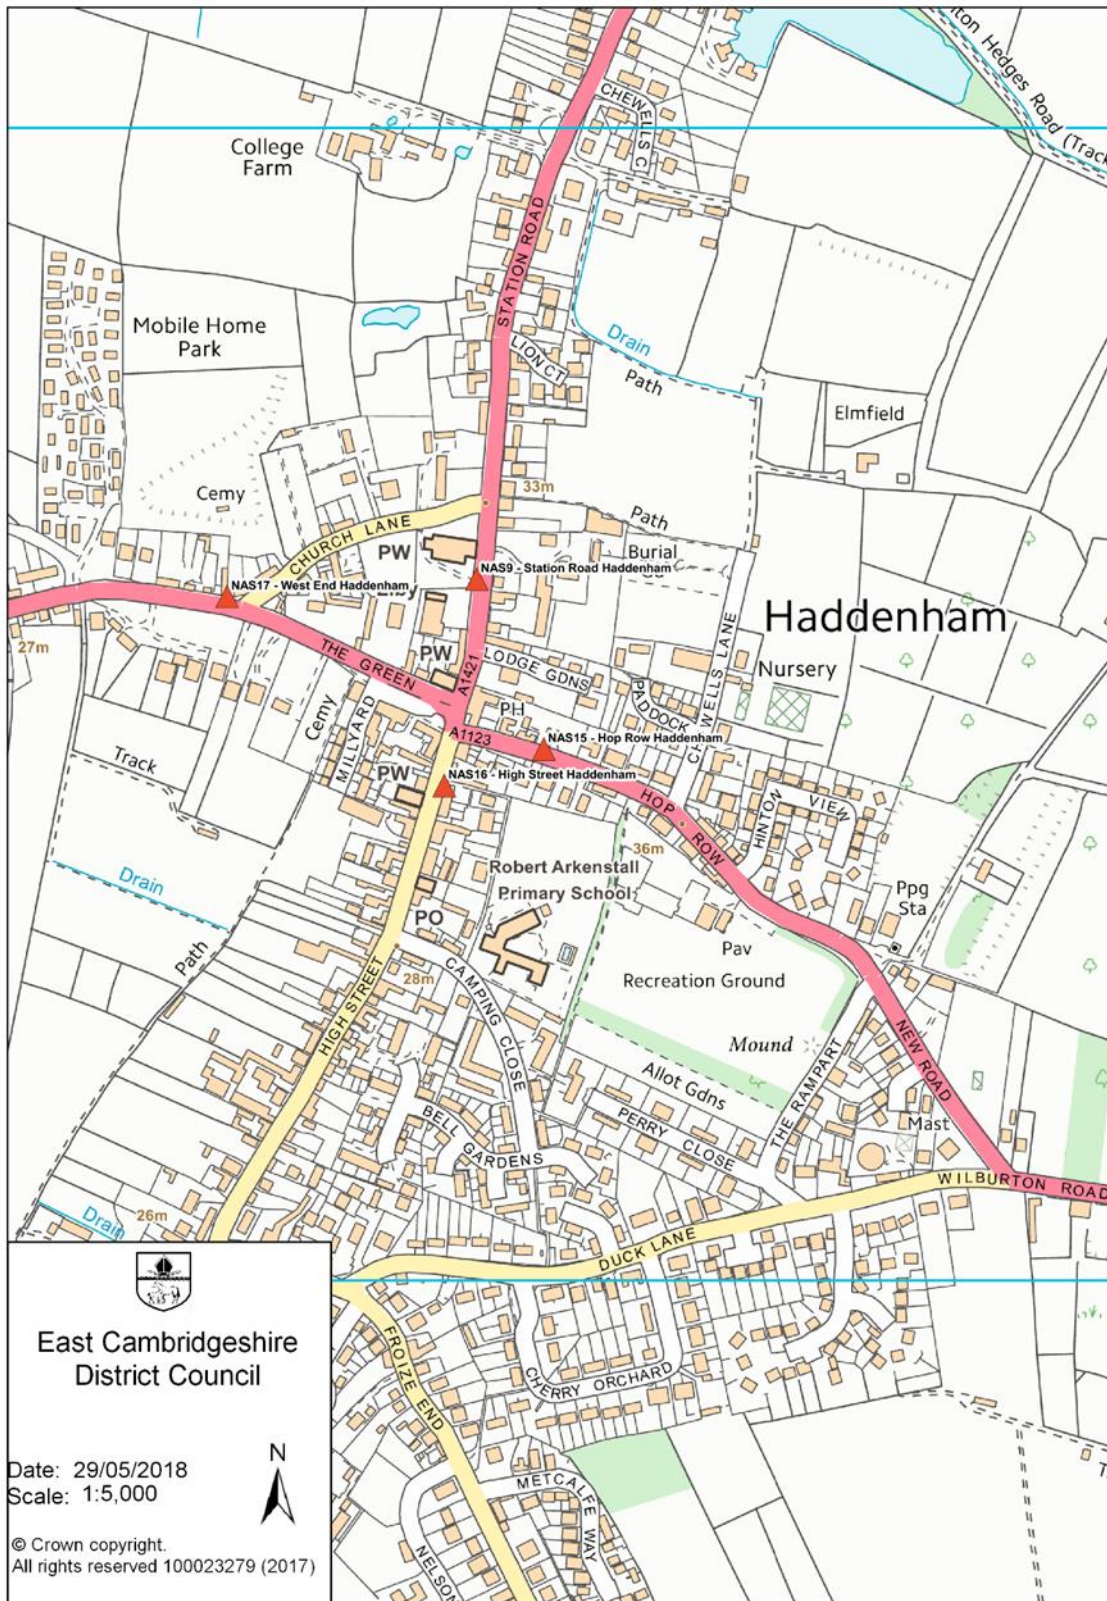 nton Hedges Road (Track
CHEWELLS C
College
Farm
STATION ROAD
Mobile Home
Park
Drain
LION CT
Path
Elmfield
33m
Cemy
CHURCH LANE
Path
PW
Burial
NAS9 - Station Road Haddenham
NAS17 - West End Haddenham
Haddenham
27m
THE GREEN
PW
A1421
LODGE GDNS
CHEWELLS LANE
Nursery
PADDOCK
Cemy
MILLYARD
PH
A1123
NAS15 - Hop Row Haddenham
Track
PW
NAS16 - High Street Haddenham
HOP ROW
HINTON
VIEW
36m
Robert Arkenstall
Primary School
Drain
Ppg
Sta
PO
Pav
Path
28m
CAMPING CLOSE
Recreation Ground
HIGH STREET
Mound
NEW ROAD
Allot Gdns
THE RAMPART
BELL GARDENS
PERRY CLOSE
Mast
WILBURTON ROAD
Drain
26m
DUCK LANE
East Cambridgeshire
District Council
FROIZE END
CHERRY ORCHARD
N
Date: 29/05/2018
Scale: 1:5,000
METCALFE WAY
NELSON
T
© Crown copyright.
All rights reserved 100023279 (2017)